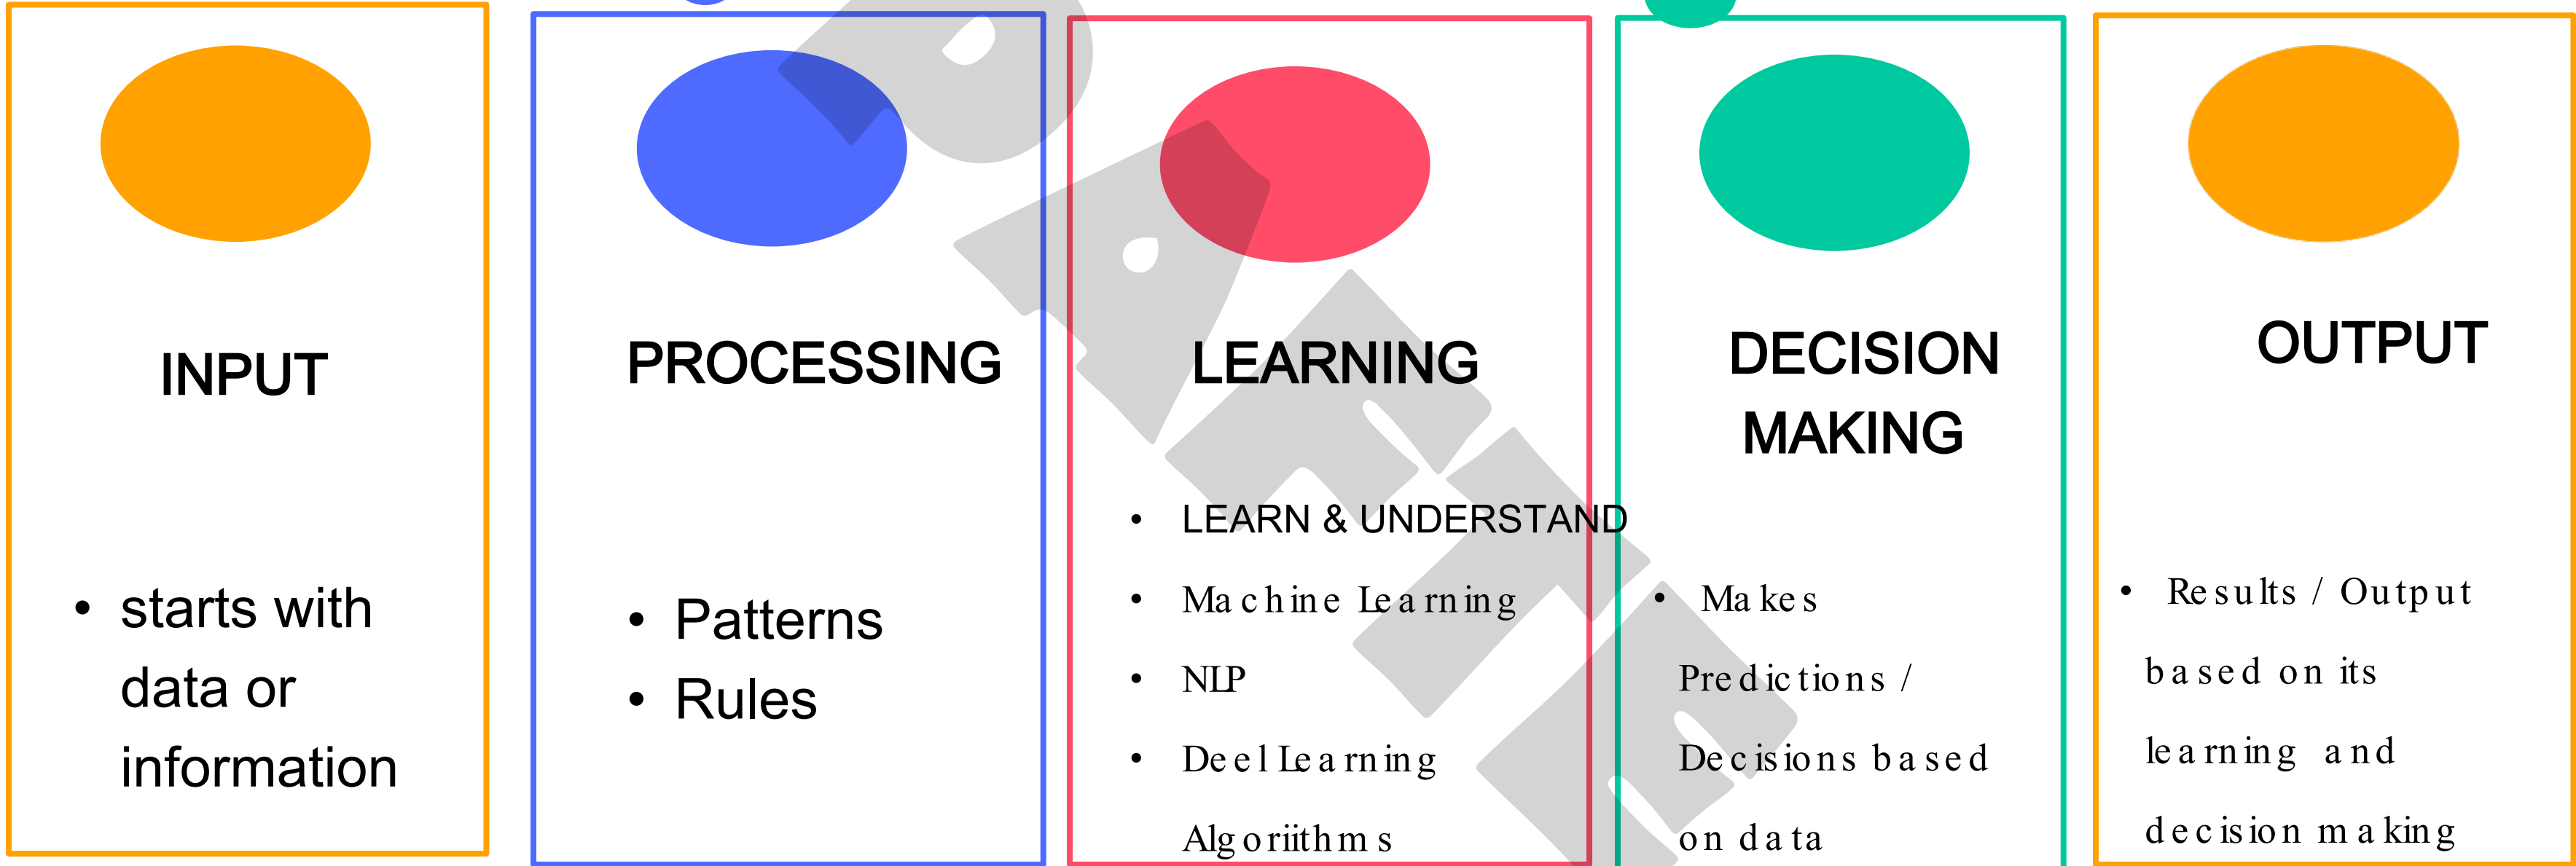 INPUT
• starts with
data or
information
PROCESSING
• Patterns
• Rules
LEARNING
• LEARN & UNDERSTAND
• Machine Learning
• NLP
• Deel Learning
Algoriithms
DECISION
MAKING
• Makes
Predictions /
Decisions based
on data
OUTPUT
• Results / Output
based on its
learning and
decision making